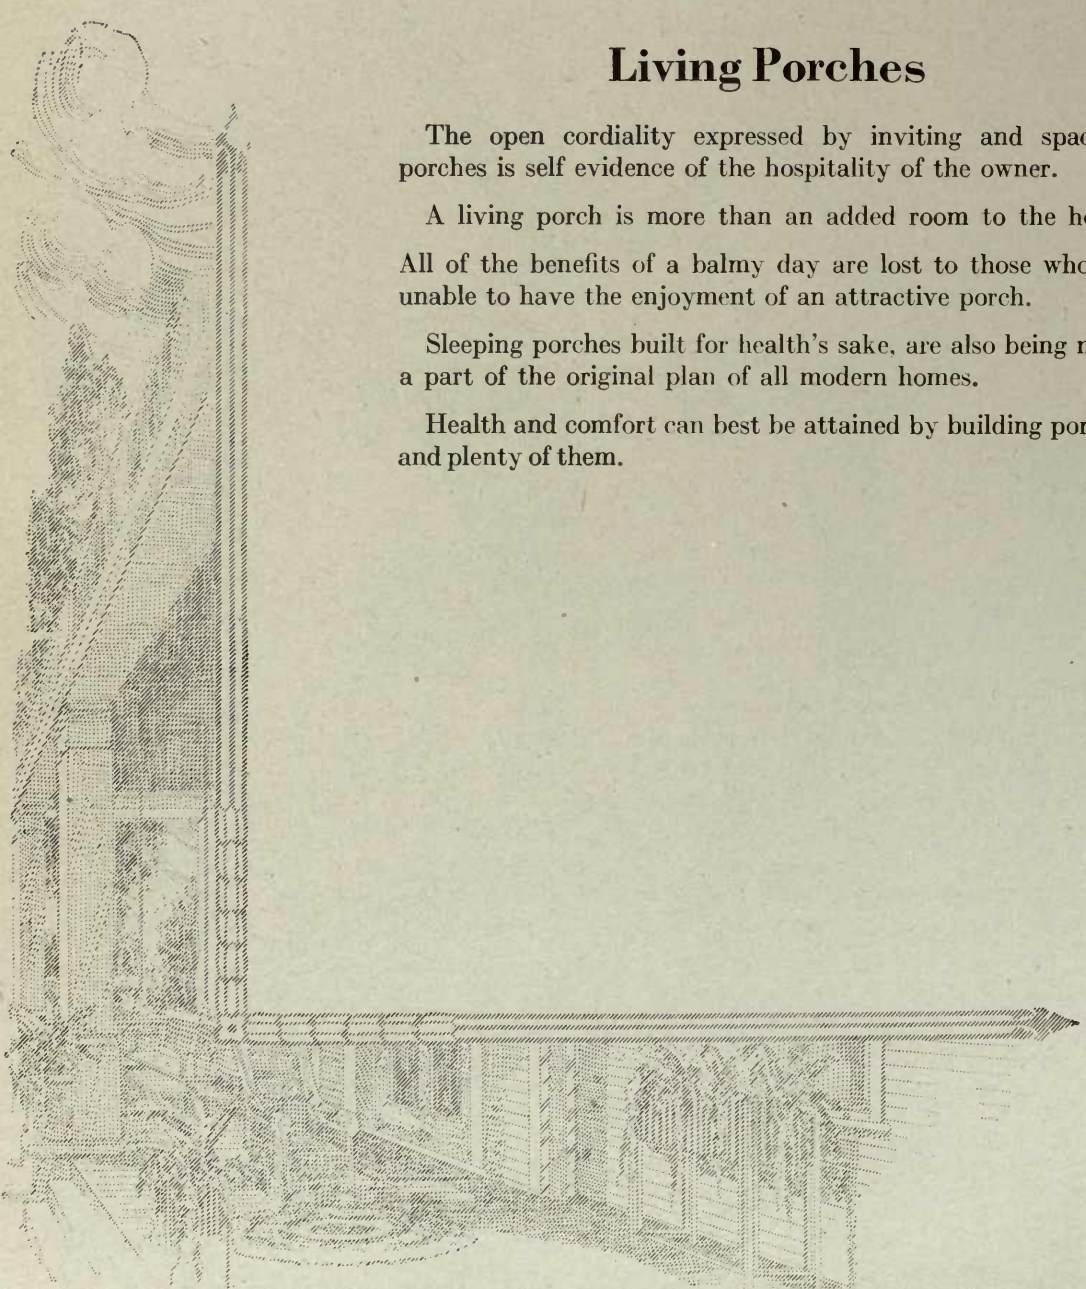 Living Porches
The open cordiality expressed by inviting and
porches is self evidence of the hospitality of the owner.
A living porch is more than an added room to the
All of the benefits of a balmy day are lost to those who
unable to have the enjoyment of an attractive porch.
Sleeping porches built for health's sake, are also being
a part of the original plan of all modern homes.
Health and comfort can best be attained by building
and plenty of them.